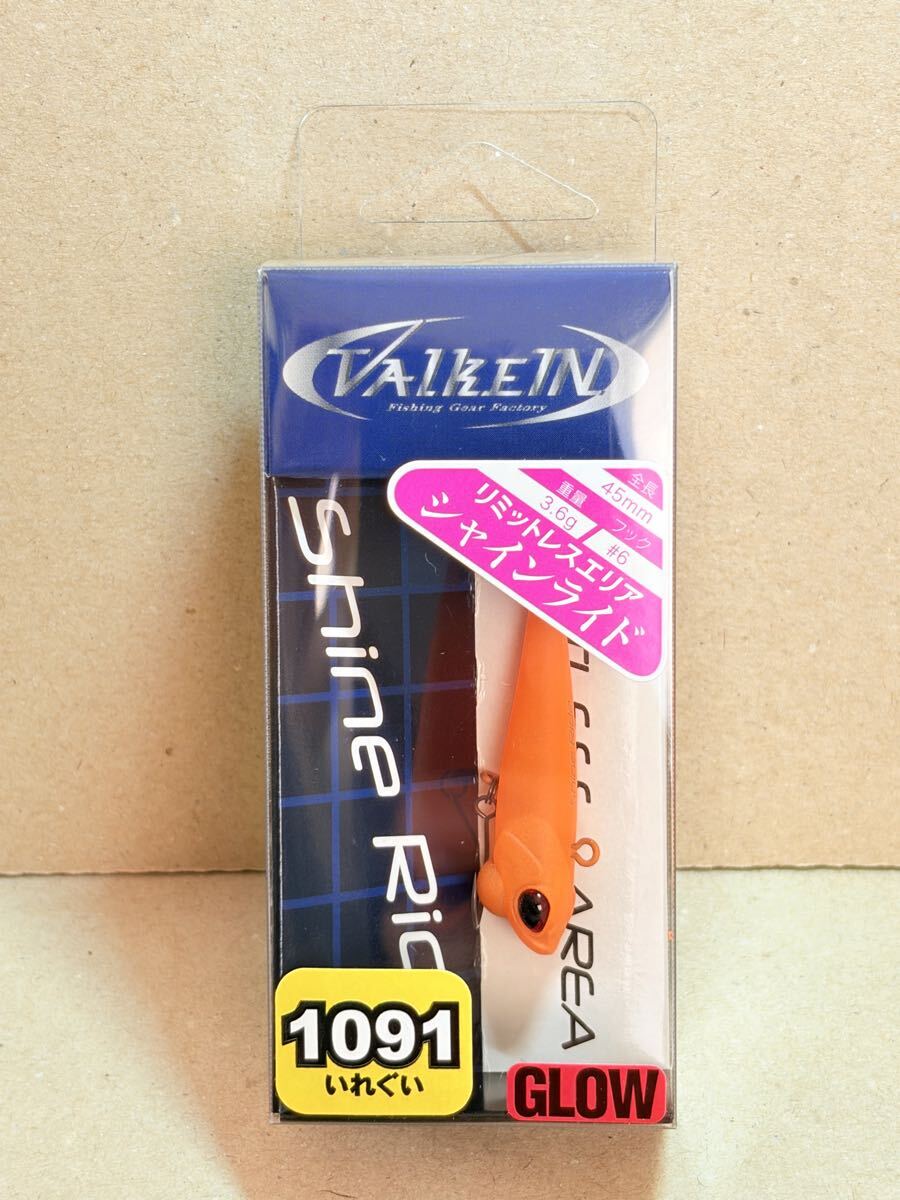 VALKEIN
Fishing Gear Factory
全長
45mm
重量
3.6g
フック
#6
リミットレスエリア
シャインライド
Shine Rid
AREA
1091
いれぐい
GLOW